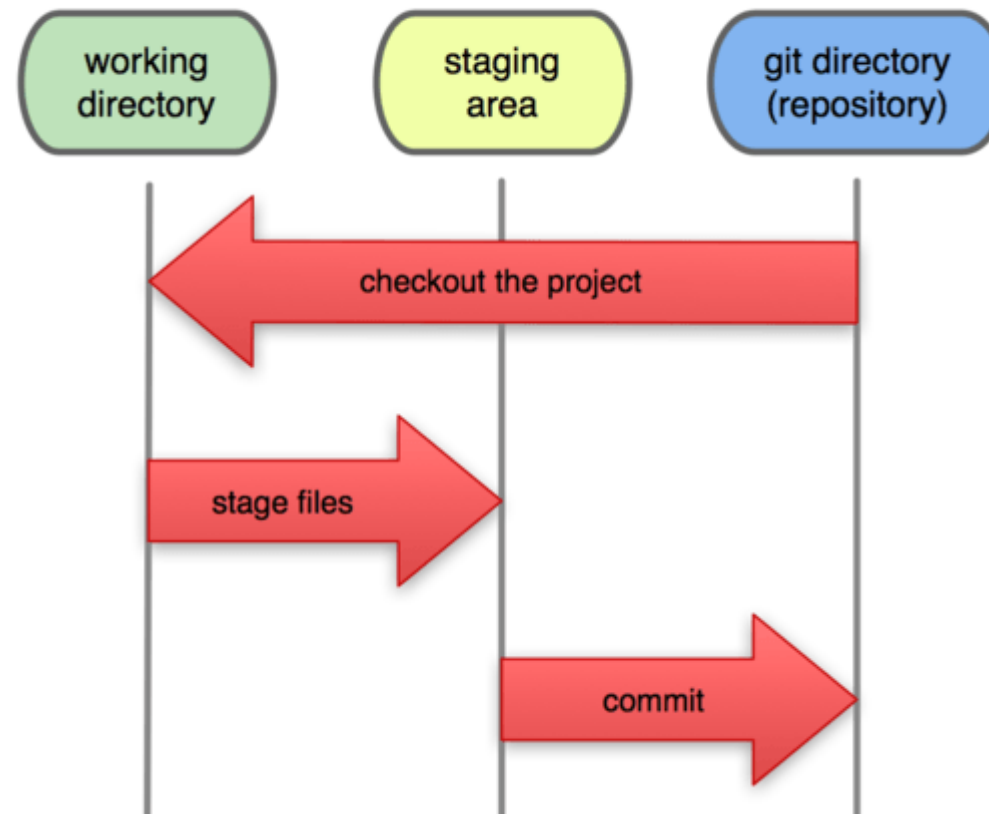 working
directory
staging
area
git directory
(repository)
checkout the project
stage files
commit